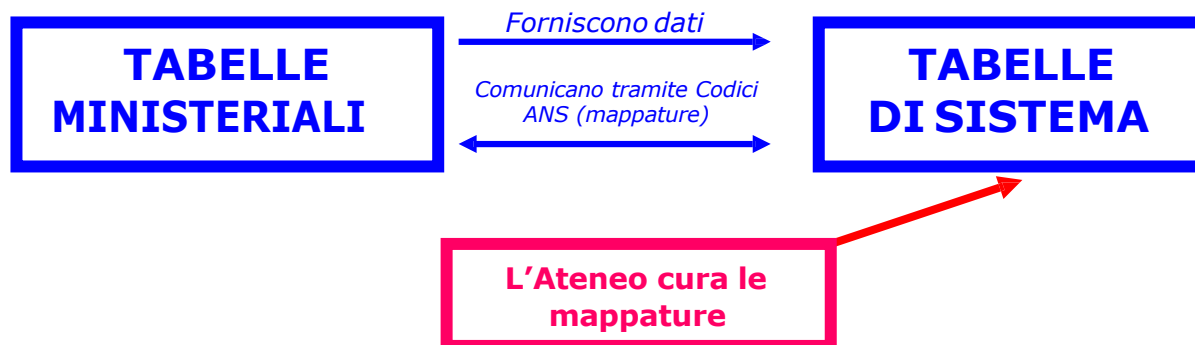 Forniscono dati
TABELLE
MINISTERIALI
Comunicano tramite Codici
ANS (mappature)
TABELLE
DI SISTEMA
L’Ateneo cura le
mappature